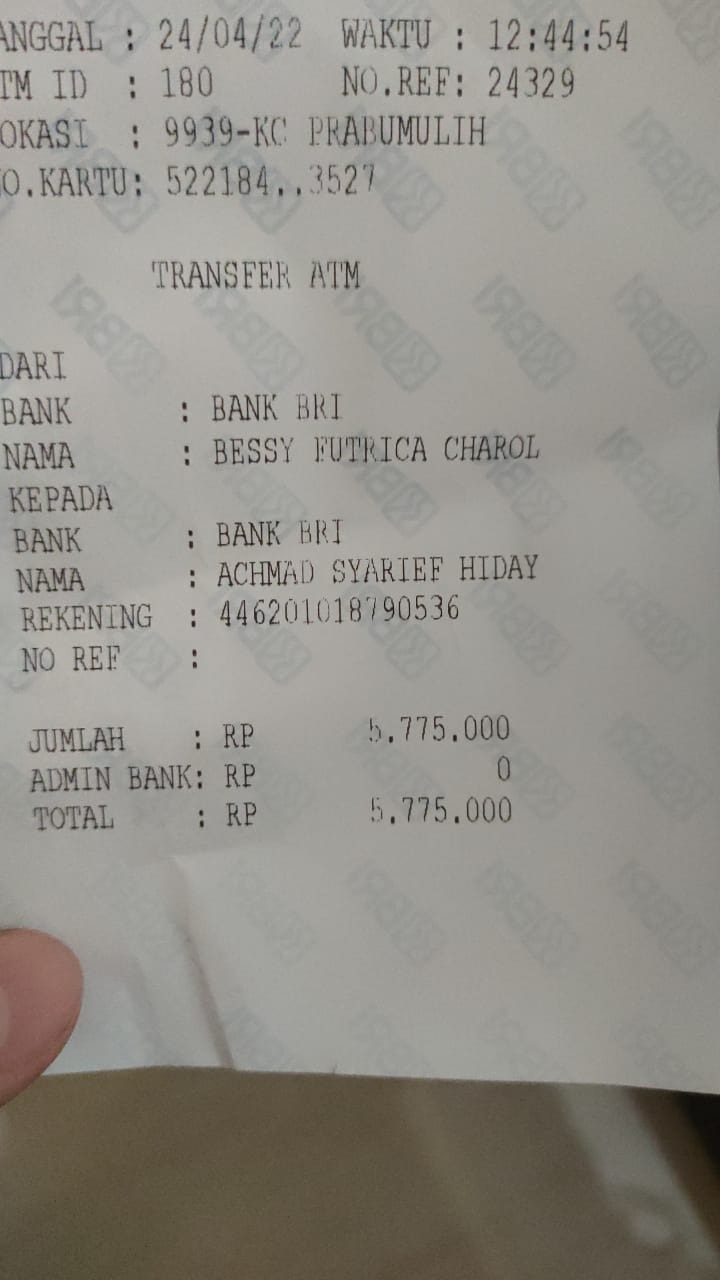 ANGGAL : 24/04/22 WAKTU : 12:44:54
TM ID : 180 NO.REF: 24329
OKASI : 9939-KC PRABUMULIH
O.KARTU: 522184..3527
TRANSFER ATM
DARI
BANK : BANK BRI
NAMA : BESSY FUTRICA CHAROL
KEPADA
BANK : BANK BRI
NAMA : ACHMAD SYARIEF HIDAY
REKENING : 446201018790536
NO REF :
JUMLAH : RP 5.775.000
ADMIN BANK: RP 0
TOTAL : RP 5.775.000